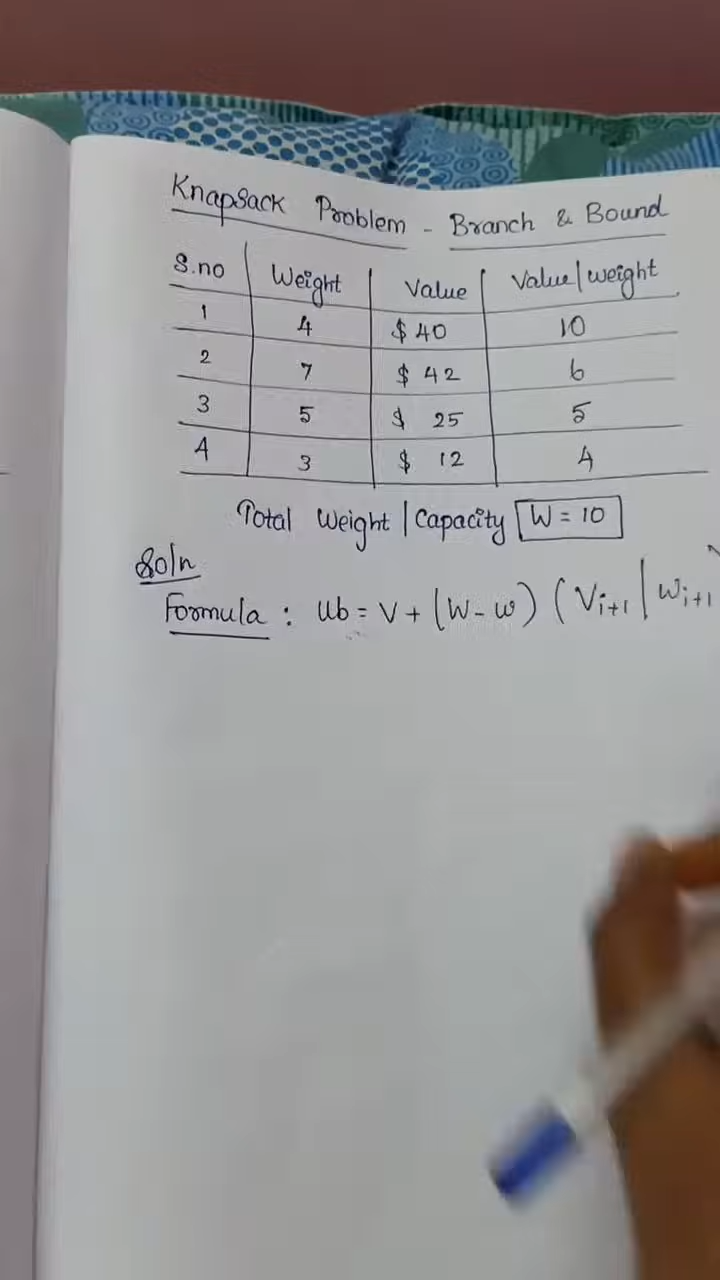 Knapsack Problem - Branch & Bound
S.no Weight Value Value/weight
1 4 $ 40 10
2 7 $ 42 6
3 5 $ 25 5
4 3 $ 12 4
Total Weight | Capacity W = 10
Soln
Formula : Ub = V + (W - w) (Vi+1 | Wi+1